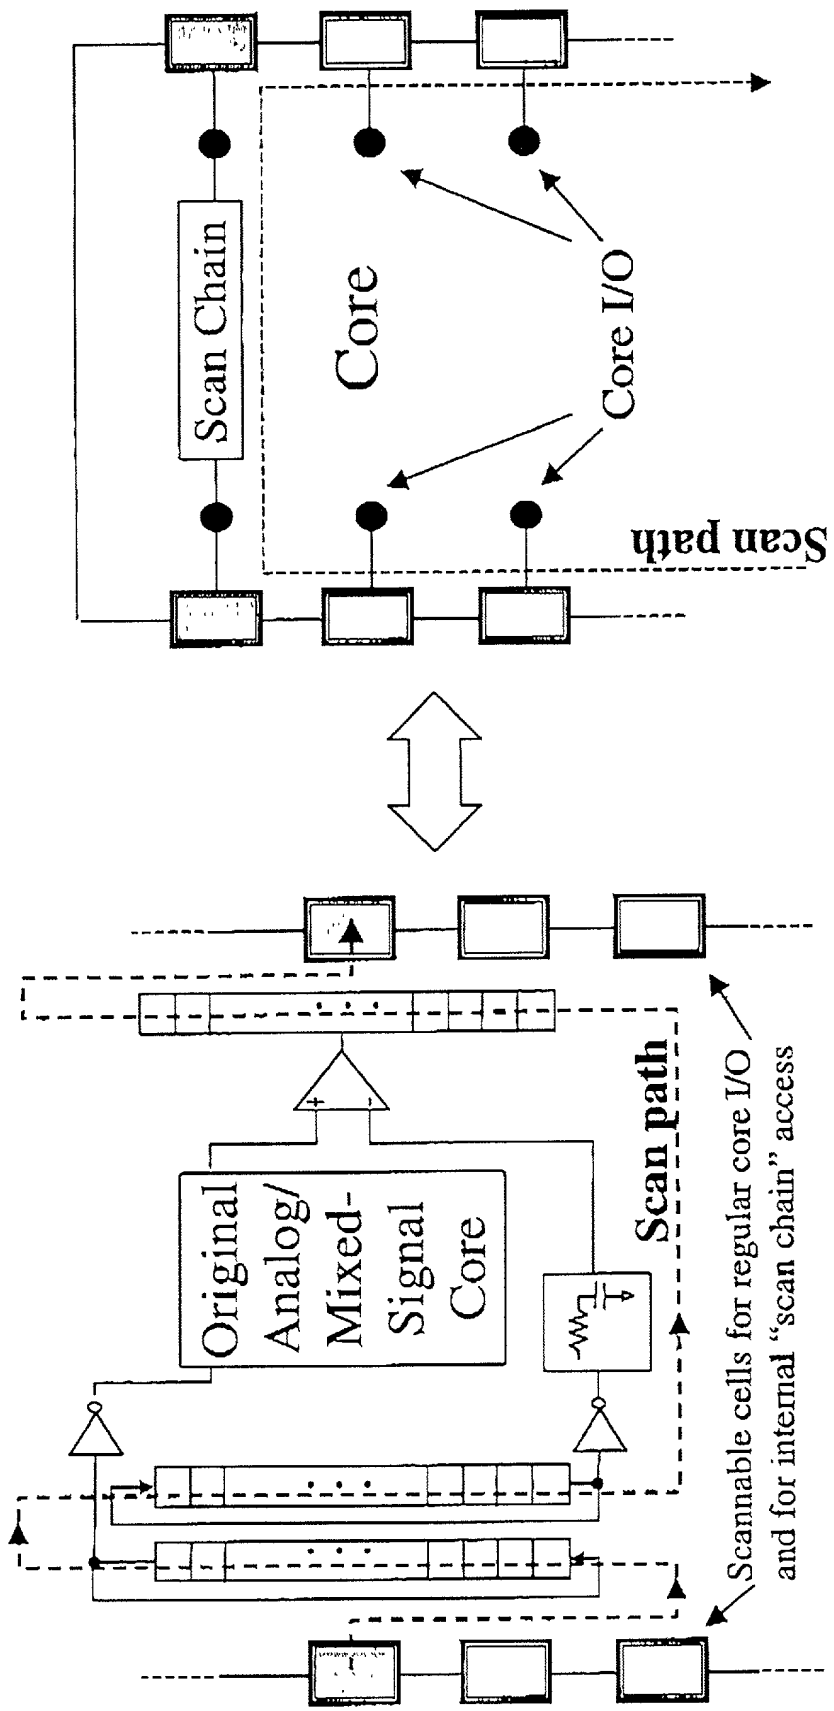 Original
Analog/
Mixed-
Signal
Core
+
-
Scan path
Scannable cells for regular core I/O
and for internal “scan chain” access
Scan Chain
Core
Core I/O
Scan path